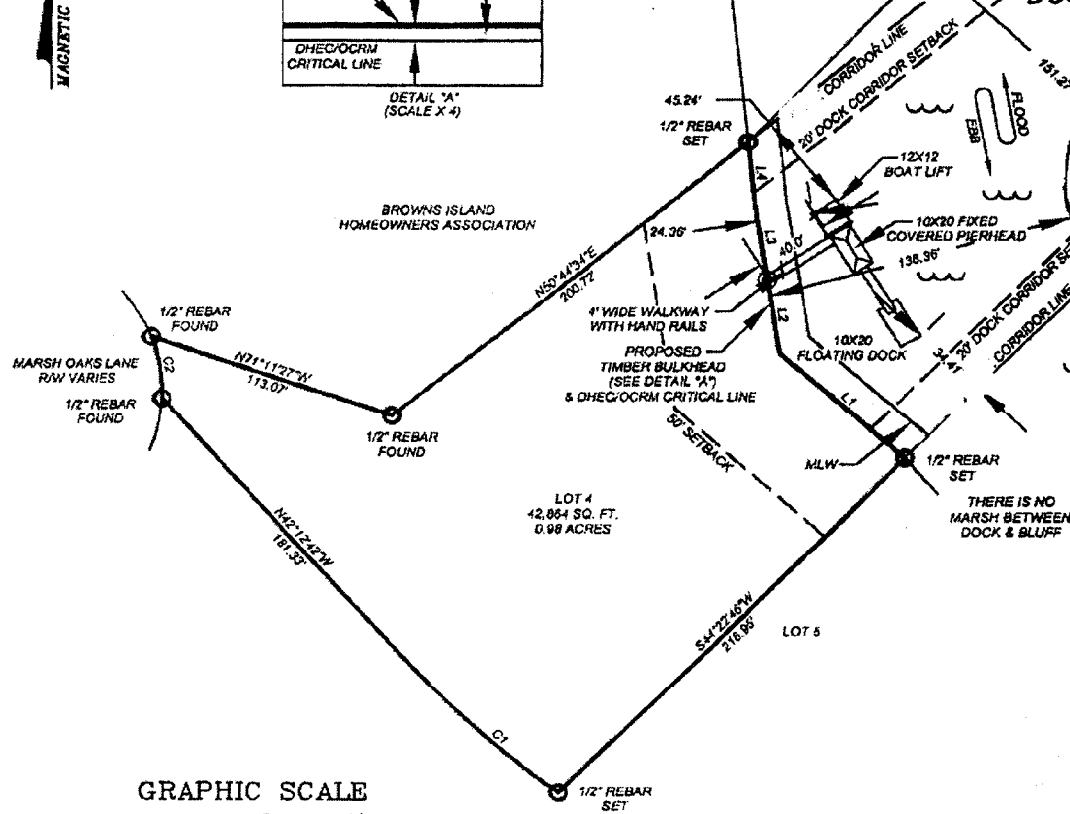 MAGNETIC
DHEC/OCRM
CRITICAL LINE
DETAIL "A"
(SCALE X 4)
45.24'
1/2" REBAR
SET
CORRIDOR LINE
20' DOCK CORRIDOR SETBACK
151.27
FLOOD
EBB
12X12
BOAT LIFT
10X20 FIXED
COVERED PIERHEAD
138.36'
BROWNS ISLAND
HOMEOWNERS ASSOCIATION
24.36'
L4
L3
40.0'
L2
N50°44'34"E
200.72'
4' WIDE WALKWAY
WITH HAND RAILS
PROPOSED
TIMBER BULKHEAD
(SEE DETAIL "A")
& DHEC/OCRM CRITICAL LINE
10X20
FLOATING DOCK
34.41'
20' DOCK CORRIDOR SE
CORRIDOR LINE
1/2" REBAR
FOUND
MARSH OAKS LANE
R/W VARIES
C2
1/2" REBAR
FOUND
N71°11'27"W
113.07'
1/2" REBAR
FOUND
L1
50' SETBACK
MLW
1/2" REBAR
SET
THERE IS NO
MARSH BETWEEN
DOCK & BLUFF
LOT 4
42,864 SQ. FT.
0.98 ACRES
N42°12'42"W
181.33'
S44°22'46"W
216.95'
LOT 5
C1
1/2" REBAR
SET
GRAPHIC SCALE